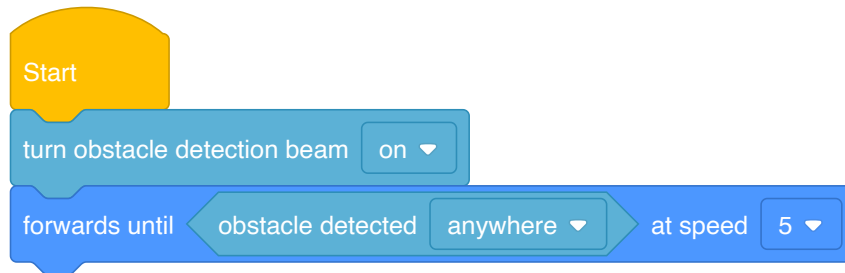 Start
turn obstacle detection beam on
forwards until obstacle detected anywhere at speed 5